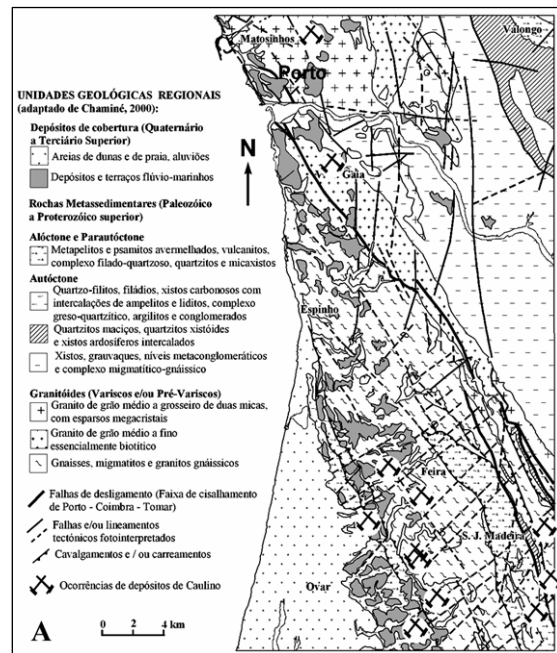 Matosinhos
Valongo
Porto
UNIDADES GEOLÓGICAS REGIONAIS
(adaptado de Chaminé, 2000):
Depósitos de cobertura (Quaternário
a Terciário Superior)
Areias de dunas e de praia, aluviões
Depósitos e terraços flúvio-marinhos
N
Gaia
Rochas Metassedimentares (Paleozóico
a Proterozóico superior)
Alóctone e Parautóctone
Metapelitos e psamitos avermelhados, vulcanitos,
complexo filado-quartzoso, quartzitos e micaxistos
Autóctone
Quartzo-filitos, filádios, xistos carbonosos com
intercalações de ampelitos e liditos, complexo
greso-quartzítico, argilitos e conglomerados
Quartzitos maciços, quartzitos xistóides
e xistos ardosíferos intercalados
Xistos, grauvaques, níveis metaconglomeráticos
e complexo migmatítico-gnáissico
Espinho
Granitóides (Variscos e/ou Pré-Variscos)
Granito de grão médio a grosseiro de duas micas,
com esparsos megacristais
Granito de grão médio a fino
essencialmente biotítico
Gnaisses, migmatitos e granitos gnáissicos
Feira
Falhas de desligamento (Faixa de cisalhamento
de Porto - Coimbra - Tomar)
Falhas e/ou lineamentos
tectónicos fotointerpretados
Cavalgamentos e / ou carreamentos
S. J. Madeira
Ocorrências de depósitos de Caulino
Ovar
A
0 2 4 km